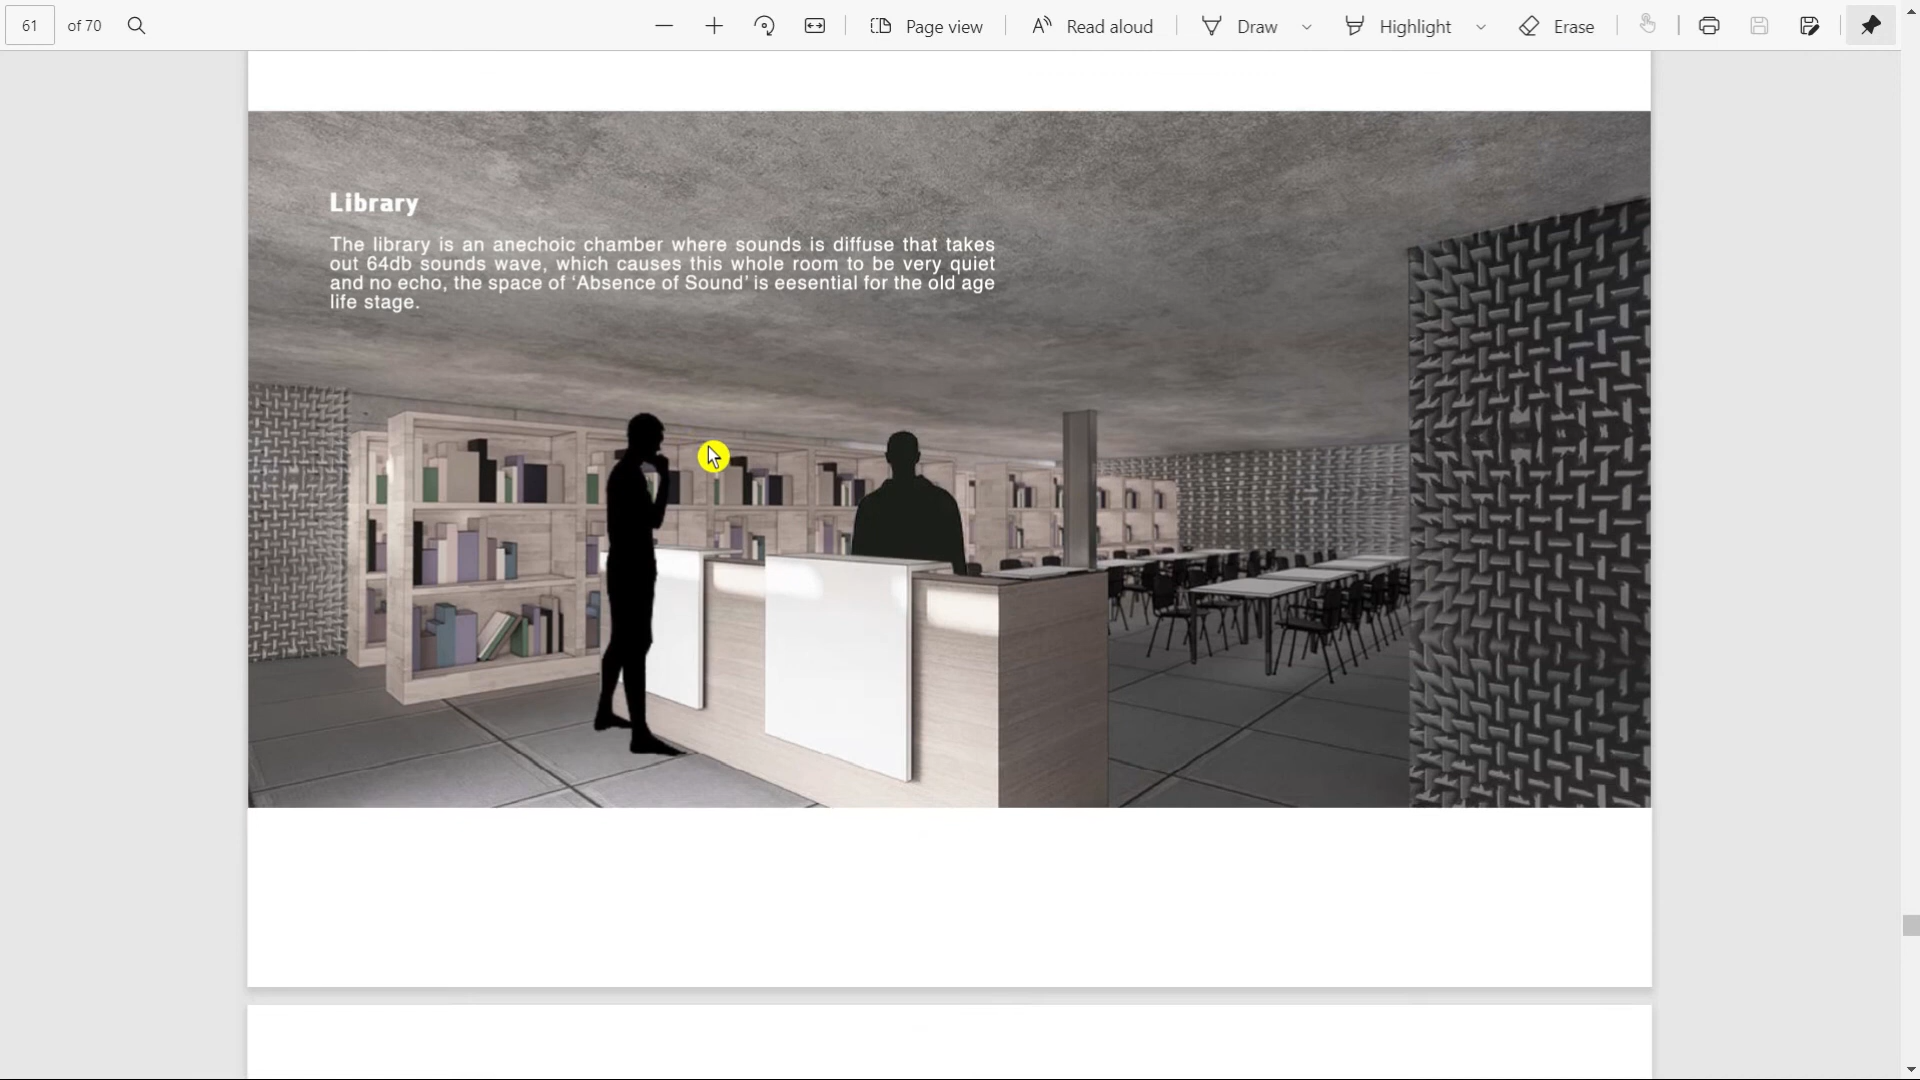 61 of 70 Page view Read aloud Draw Highlight Erase
Library
The library is an anechoic chamber where sounds is diffuse that takes
out 64db sounds wave, which causes this whole room to be very quiet
and no echo, the space of ‘Absence of Sound’ is eesential for the old age
life stage.